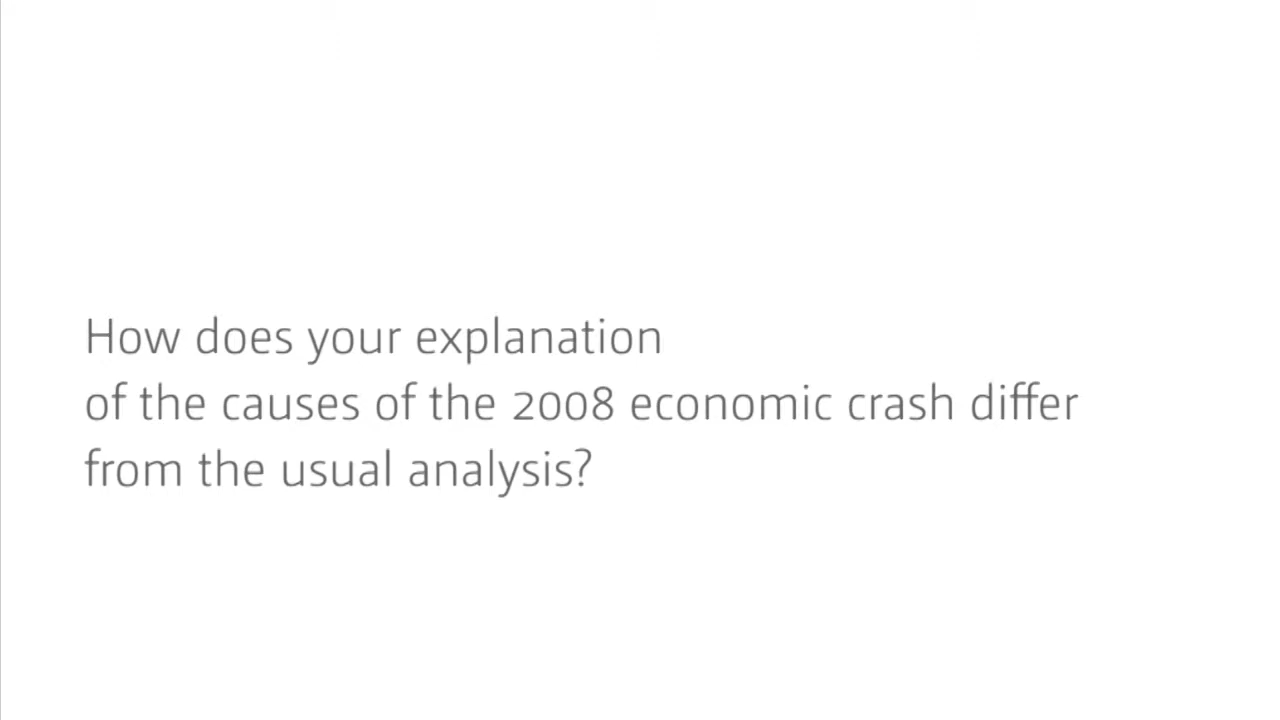 How does your explanation
of the causes of the 2008 economic crash differ
from the usual analysis?